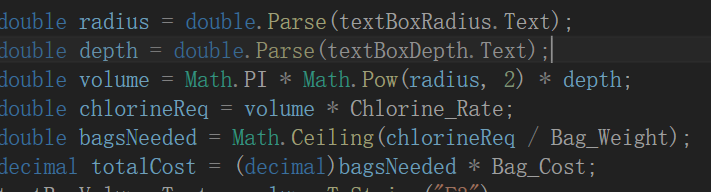 double radius = double.Parse(textBoxRadius.Text);
double depth = double.Parse(textBoxDepth.Text);
double volume = Math.PI * Math.Pow(radius, 2) * depth;
double chlorineReq = volume * Chlorine_Rate;
double bagsNeeded = Math.Ceiling(chlorineReq / Bag_Weight);
decimal totalCost = (decimal)bagsNeeded * Bag_Cost;